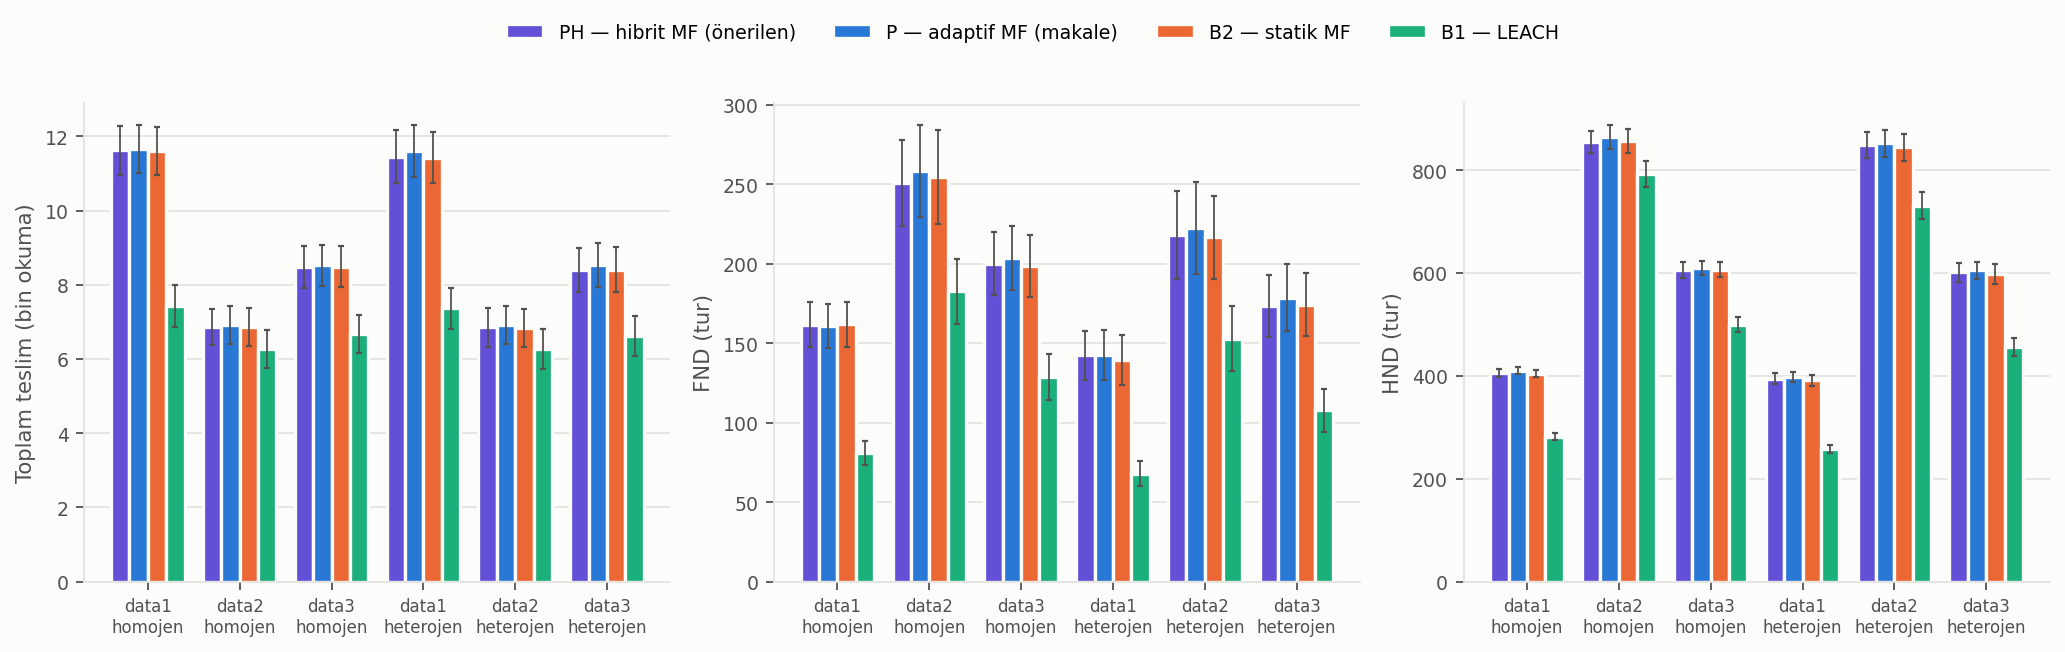 PH — hibrit MF (önerilen) P — adaptif MF (makale) B2 — statik MF B1 — LEACH
Toplam teslim (bin okuma)
12
10
8
6
4
2
0
data1 data2 data3 data1 data2 data3
homojen homojen homojen heterojen heterojen heterojen
FND (tur)
300
250
200
150
100
50
0
data1 data2 data3 data1 data2 data3
homojen homojen homojen heterojen heterojen heterojen
HND (tur)
800
600
400
200
0
data1 data2 data3 data1 data2 data3
homojen homojen homojen heterojen heterojen heterojen